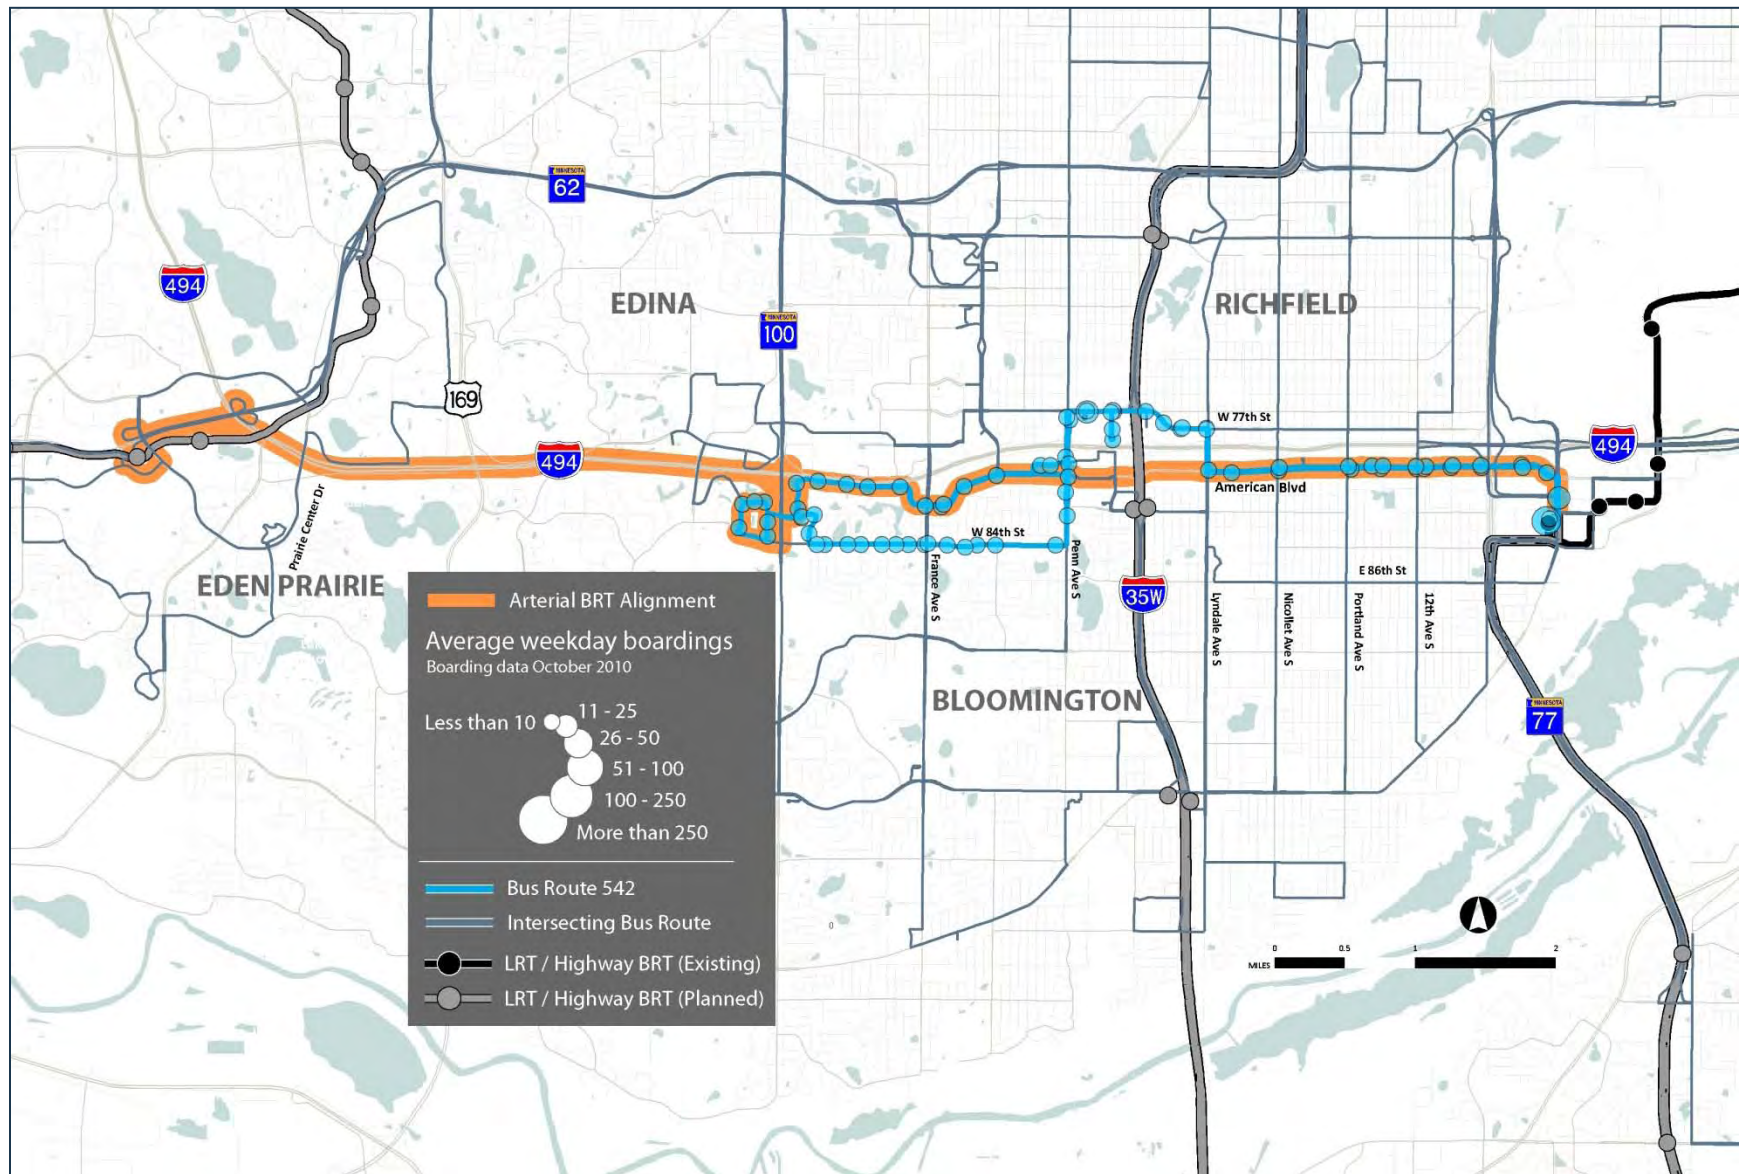 MINNESOTA
62
494
EDINA
MINNESOTA
100
RICHFIELD
169
W 77th St
494
494
American Blvd
Prairie Center Dr
W 84th St
France Ave S
Penn Ave S
E 86th St
EDEN PRAIRIE
35W
Lyndale Ave S
Nicollet Ave S
Portland Ave S
12th Ave S
BLOOMINGTON
MINNESOTA
77
Arterial BRT Alignment
Average weekday boardings
Boarding data October 2010
Less than 10
11 - 25
26 - 50
51 - 100
100 - 250
More than 250
Bus Route 542
Intersecting Bus Route
LRT / Highway BRT (Existing)
LRT / Highway BRT (Planned)
0
0 0.5 1 2
MILES